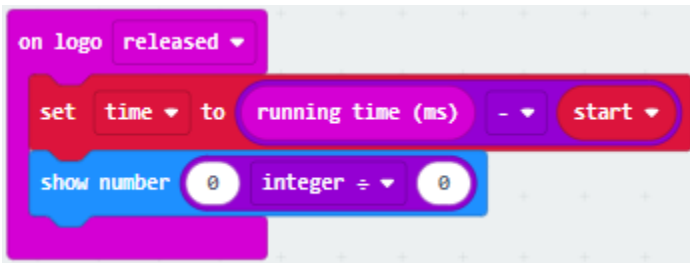 on logo released
set time to running time (ms) - start
show number 0 integer ÷ 0